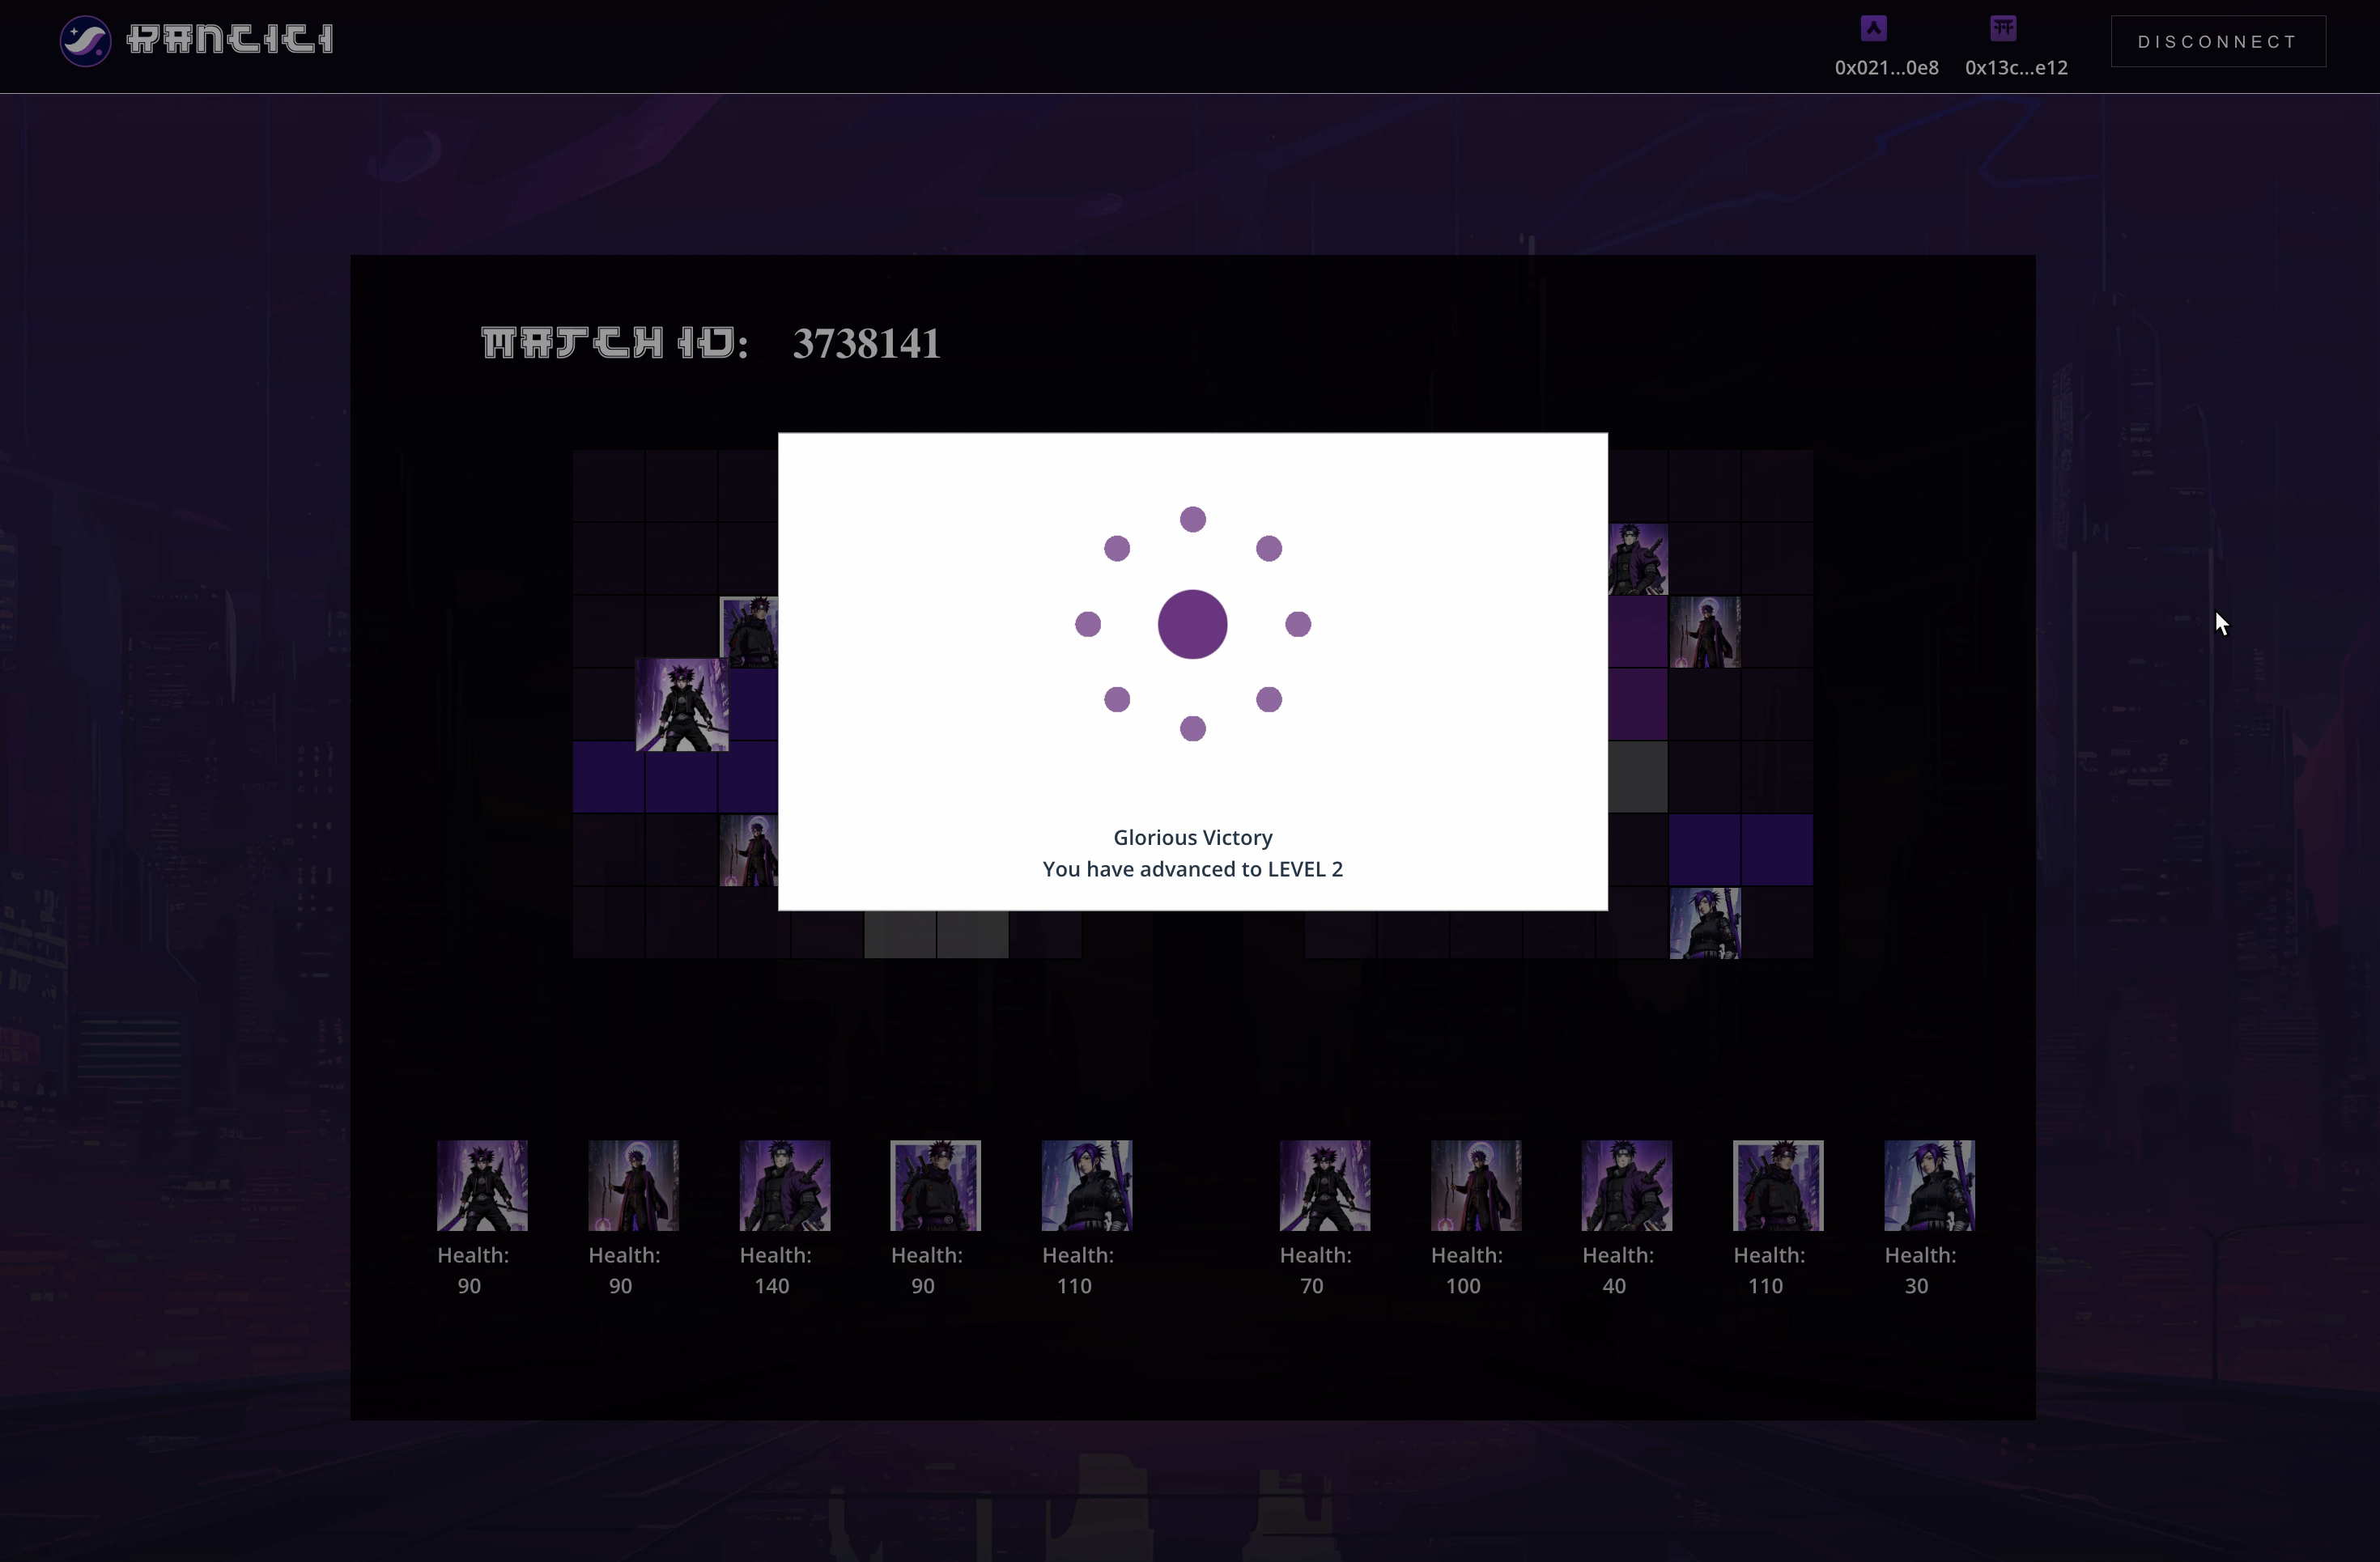 KANCICI
0x021...0e8
0x13c...e12
DISCONNECT
MATCH ID: 3738141
Glorious Victory
You have advanced to LEVEL 2
Health: Health: Health: Health: Health: Health: Health: Health: Health: Health:
90 90 140 90 110 70 100 40 110 30